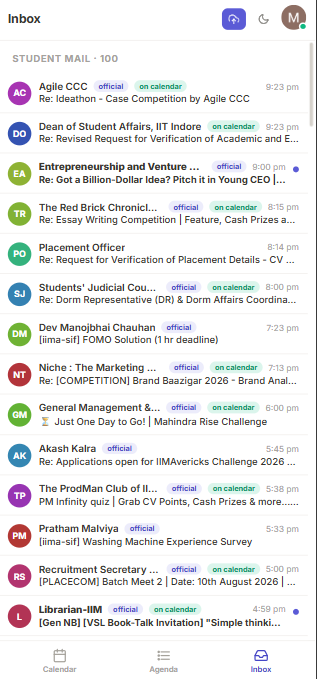 Inbox
M
STUDENT MAIL · 100
AC Agile CCC official on calendar 9:23 pm
Re: Ideathon - Case Competition by Agile CCC
DO Dean of Student Affairs, IIT Indore on calendar 9:23 pm
Re: Revised Request for Verification of Academic and E...
EA Entrepreneurship and Venture ... official 9:00 pm
Re: Got a Billion-Dollar Idea? Pitch it in Young CEO |...
TR The Red Brick Chronicl... official on calendar 8:15 pm
Re: Essay Writing Competition | Feature, Cash Prizes a...
PO Placement Officer 8:14 pm
Re: Request for Verification of Placement Details - CV ...
SJ Students' Judicial Cou... official on calendar 8:00 pm
Re: Dorm Representative (DR) & Dorm Affairs Coordina...
DM Dev Manojbhai Chauhan official 7:23 pm
[iima-sif] FOMO Solution (1 hr deadline)
NT Niche : The Marketing ... official on calendar 7:13 pm
Re: [COMPETITION] Brand Baazigar 2026 - Brand Anal...
GM General Management &... official on calendar 6:00 pm
⏳ Just One Day to Go! | Mahindra Rise Challenge
AK Akash Kalra official 5:45 pm
Re: Applications open for IIMAvericks Challenge 2026 ...
TP The ProdMan Club of II... official on calendar 5:38 pm
PM Infinity quiz | Grab CV Points, Cash Prizes & more.....
PM Pratham Malviya official 5:33 pm
[iima-sif] Washing Machine Experience Survey
RS Recruitment Secretary ... official on calendar 5:00 pm
[PLACECOM] Batch Meet 2 | Date: 10th August 2026 | ...
L Librarian-IIM official on calendar 4:59 pm
[Gen NB] [VSL Book-Talk Invitation] "Simple thinki...
Calendar Agenda Inbox